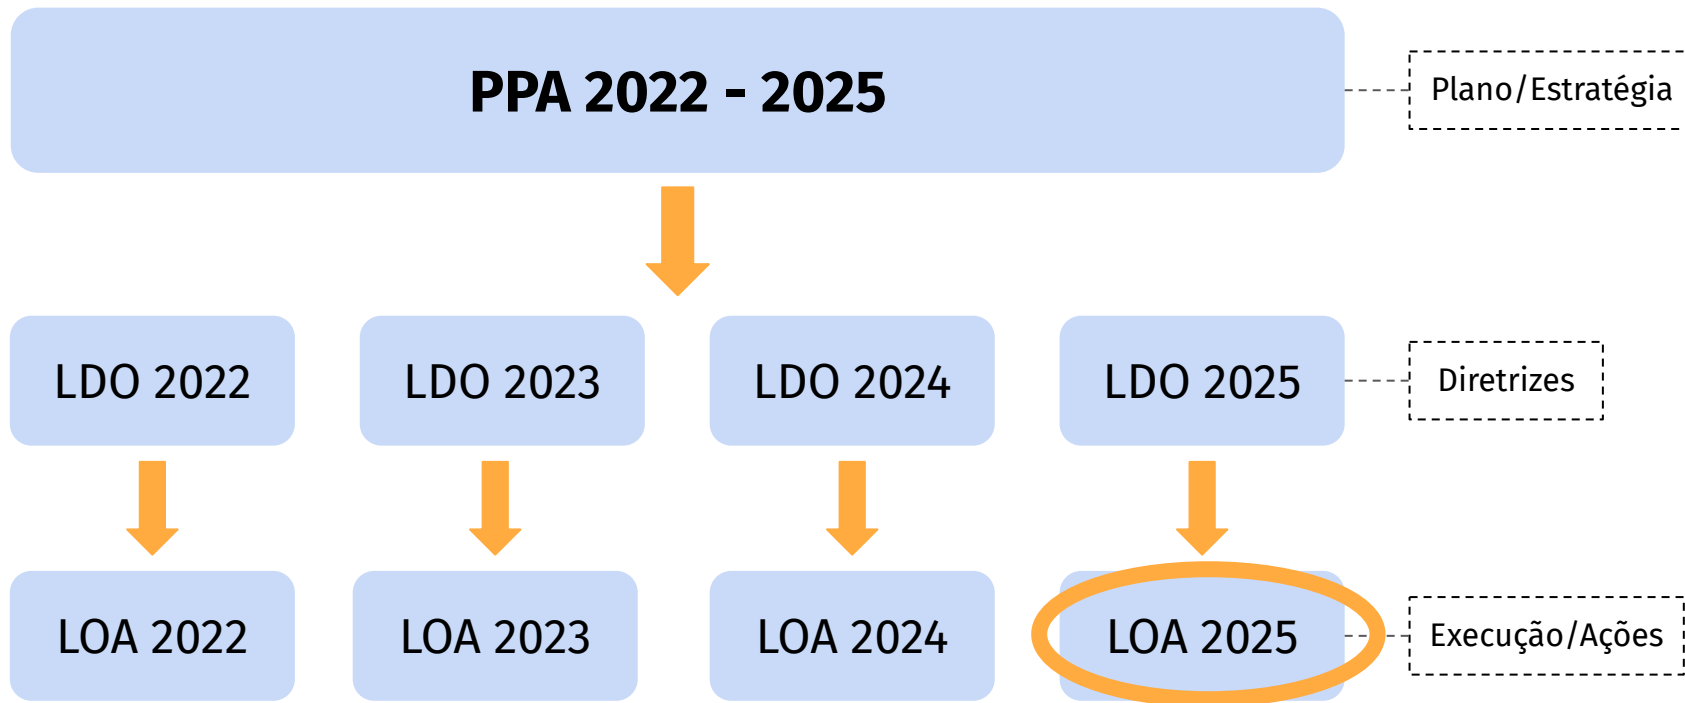 PPA 2022 - 2025
Plano/Estratégia
LDO 2022
LDO 2023
LDO 2024
LDO 2025
Diretrizes
LOA 2022
LOA 2023
LOA 2024
LOA 2025
Execução/Ações